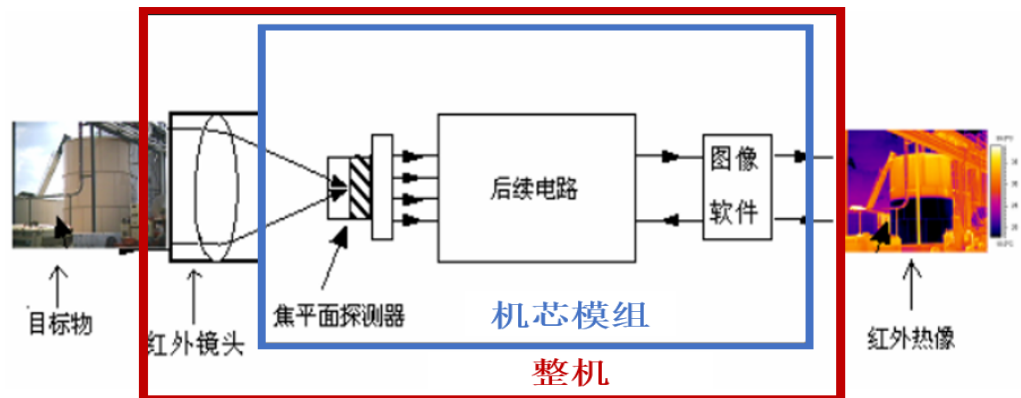 后续电路
图像
软件
目标物
红外镜头
焦平面探测器
机芯模组
红外热像
整机